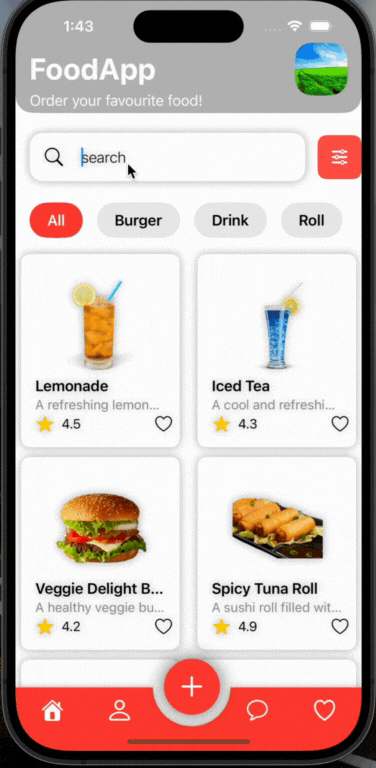 1:43
FoodApp
Order your favourite food!
search
All Burger Drink Roll
Lemonade Iced Tea
A refreshing lemon... A cool and refreshi...
4.5 4.3
Veggie Delight B... Spicy Tuna Roll
A healthy veggie bu... A sushi roll filled wit...
4.2 4.9